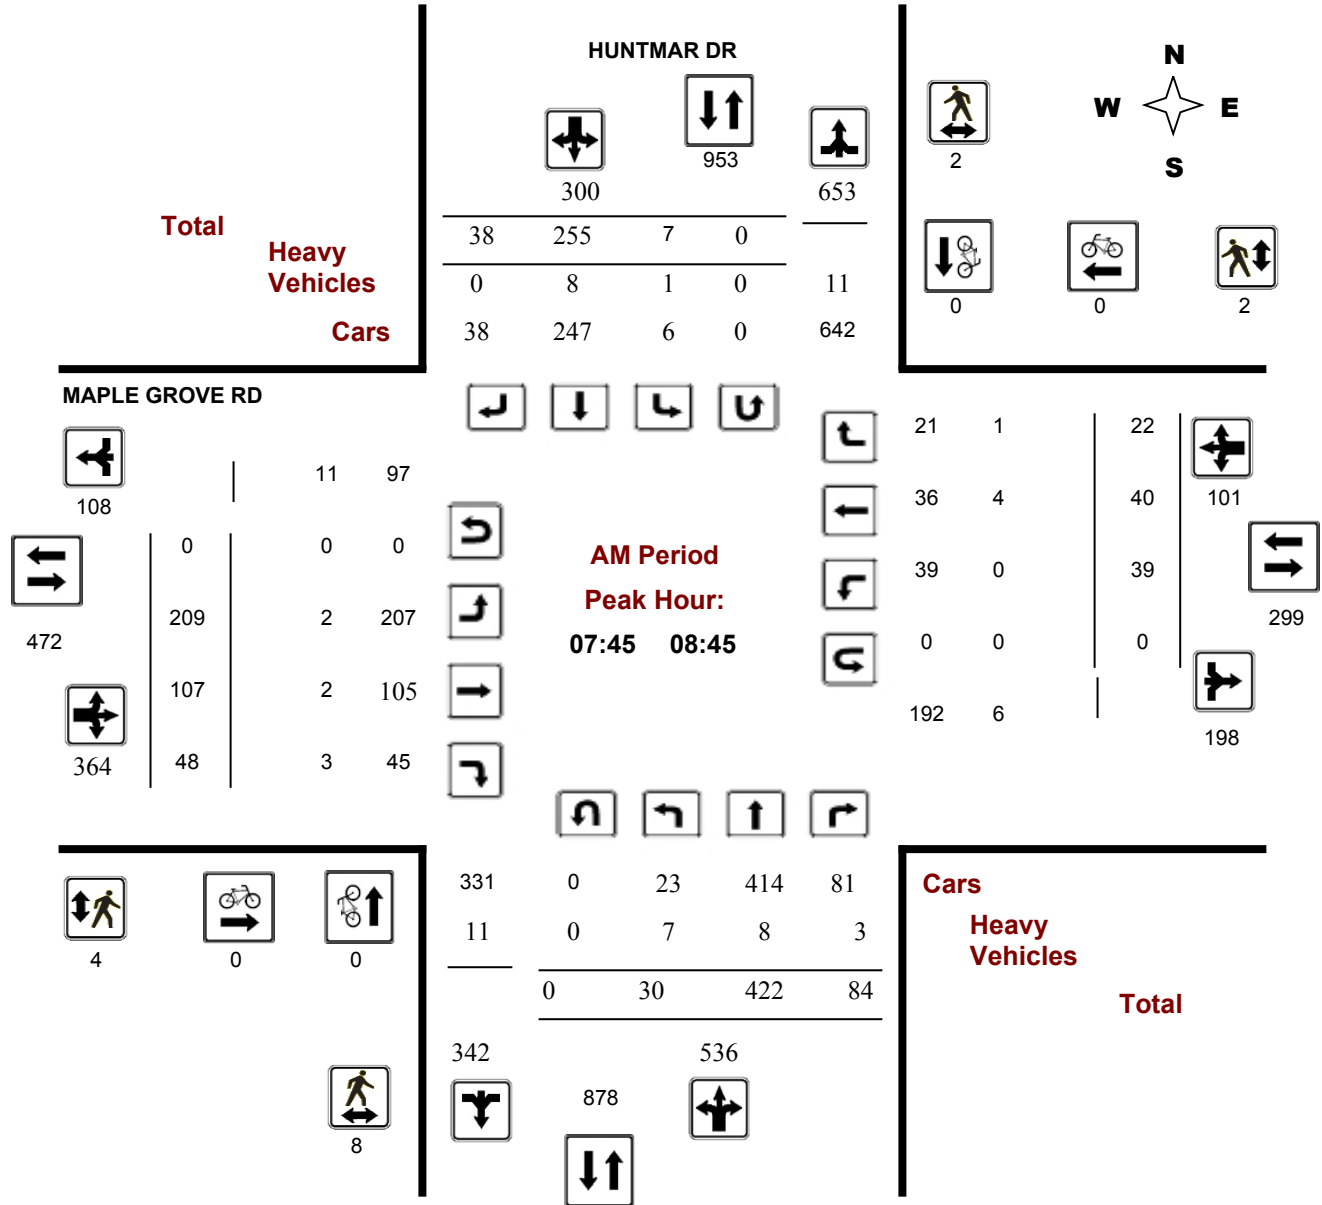 HUNTMAR DR
N
W E
S
953
2
300 653
Total 38 255 7 0
Heavy
Vehicles 0 8 1 0 11
0 0 2
Cars 38 247 6 0 642
MAPLE GROVE RD
21 1 22
11 97
108
36 4 40 101
0 0 0
AM Period
39 0 39
Peak Hour:
209 2 207
299
472
07:45 08:45
0 0 0
107 2 105
192 6
198
364 48 3 45
331 0 23 414 81 Cars
11 0 7 8 3 Heavy
Vehicles
4 0 0
0 30 422 84 Total
342 536
878
8